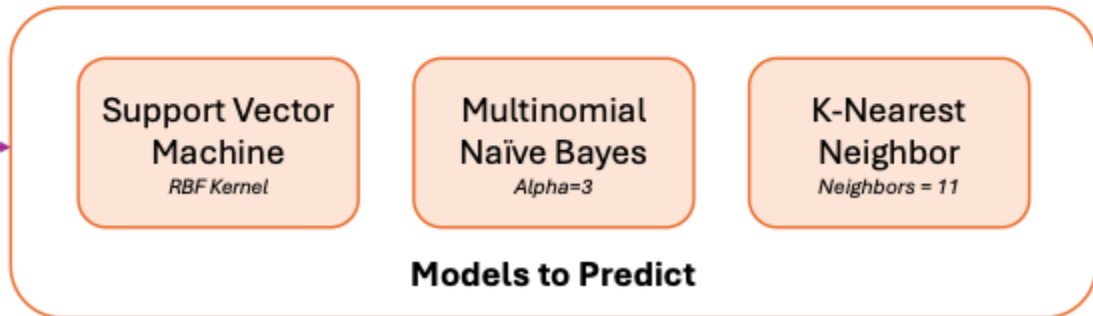 Support Vector
Machine
RBF Kernel
Multinomial
Naïve Bayes
Alpha=3
K-Nearest
Neighbor
Neighbors = 11
Models to Predict